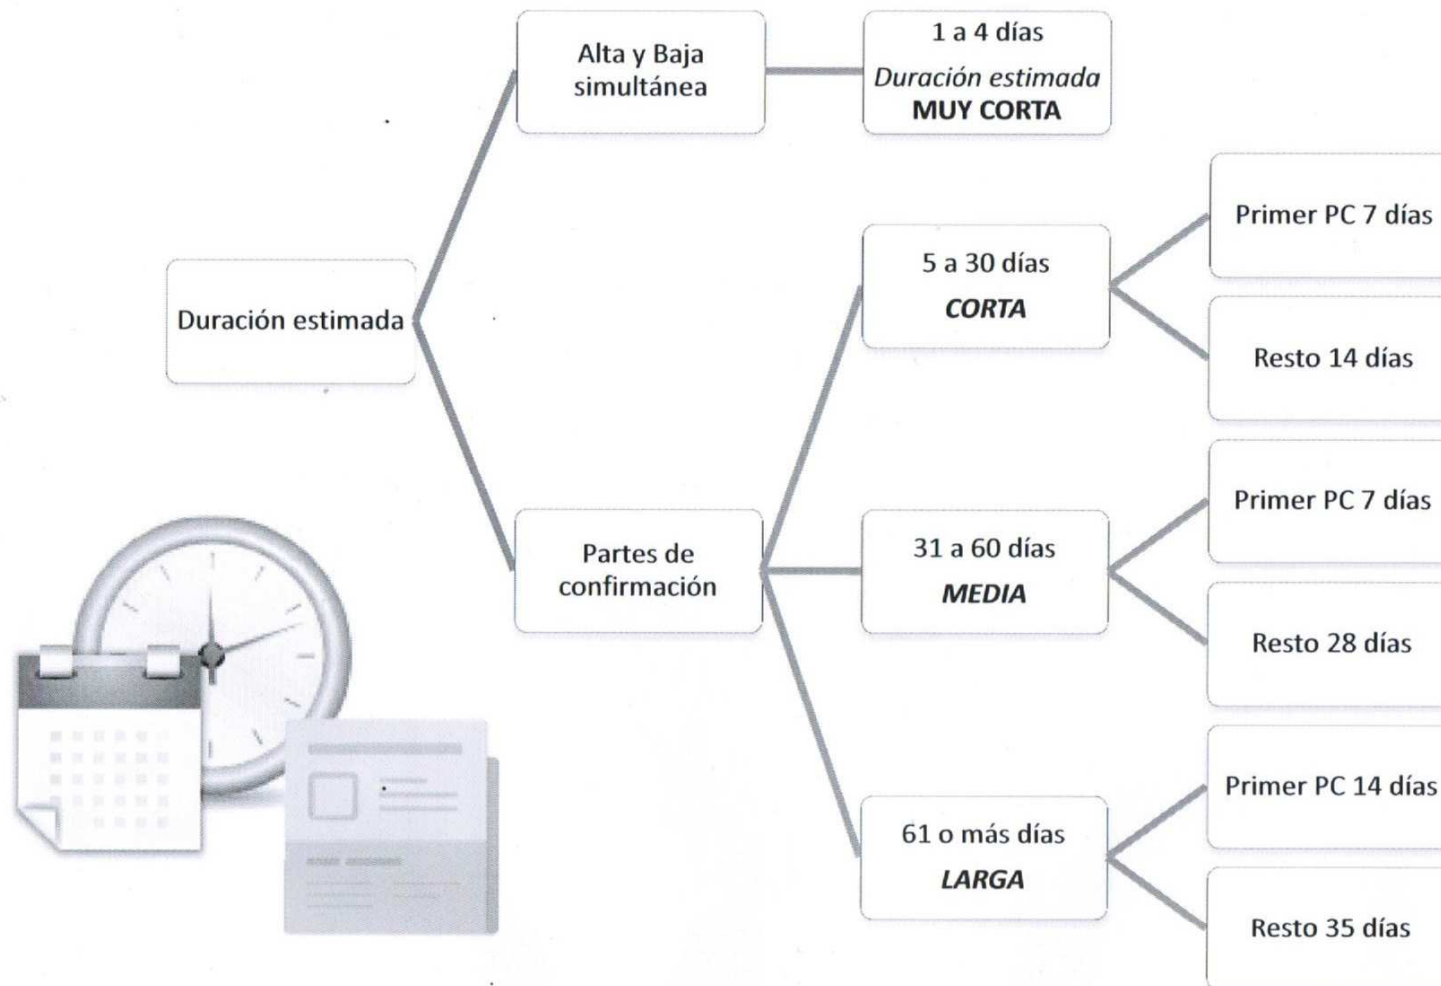 Duración estimada
Alta y Baja
simultánea
1 a 4 días
Duración estimada
MUY CORTA
Partes de
confirmación
5 a 30 días
CORTA
Primer PC 7 días
Resto 14 días
31 a 60 días
MEDIA
Primer PC 7 días
Resto 28 días
61 o más días
LARGA
Primer PC 14 días
Resto 35 días